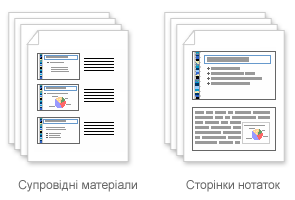 Супровідні матеріали
Сторінки нотаток